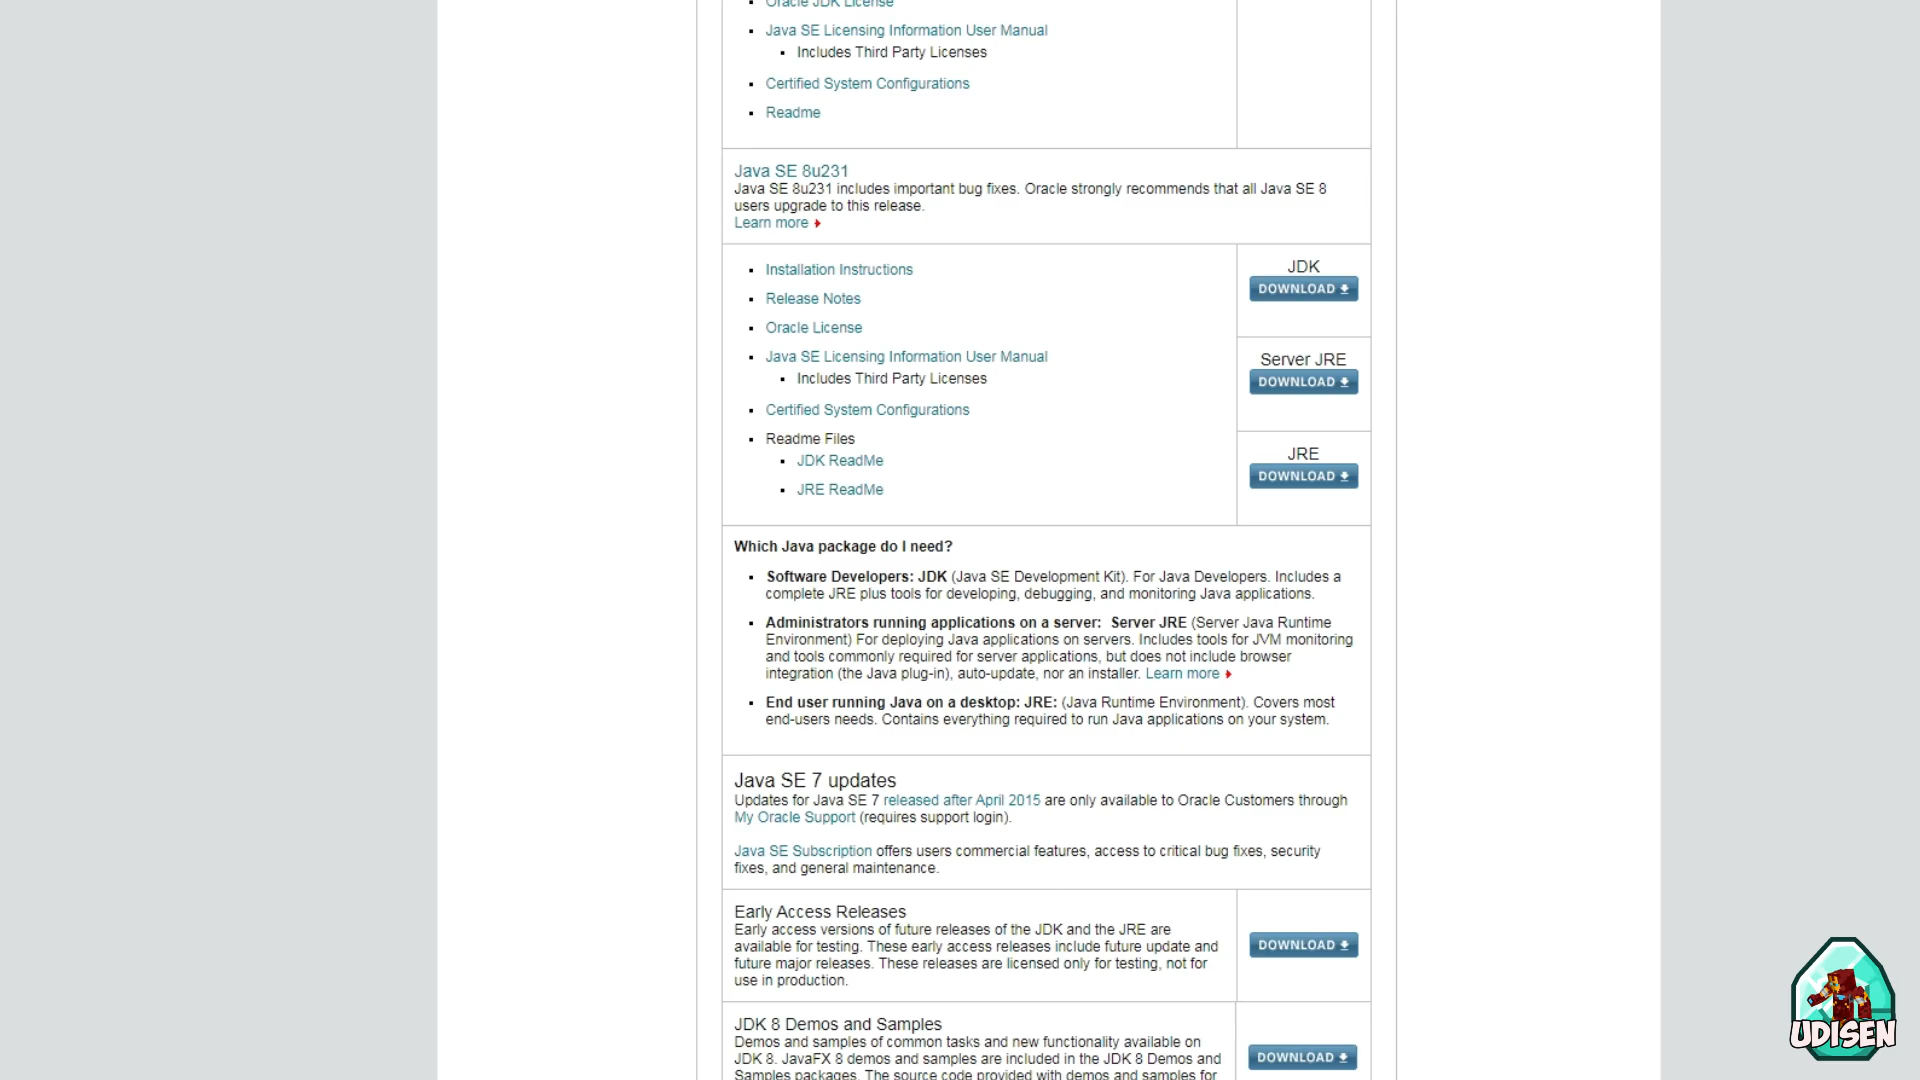 Oracle JDK License
Java SE Licensing Information User Manual
Includes Third Party Licenses
Certified System Configurations
Readme
Java SE 8u231
Java SE 8u231 includes important bug fixes. Oracle strongly recommends that all Java SE 8
users upgrade to this release.
Learn more
Installation Instructions
Release Notes
Oracle License
Java SE Licensing Information User Manual
Includes Third Party Licenses
Certified System Configurations
Readme Files
JDK ReadMe
JRE ReadMe
JDK
DOWNLOAD
Server JRE
DOWNLOAD
JRE
DOWNLOAD
Which Java package do I need?
Software Developers: JDK (Java SE Development Kit). For Java Developers. Includes a
complete JRE plus tools for developing, debugging, and monitoring Java applications.
Administrators running applications on a server: Server JRE (Server Java Runtime
Environment) For deploying Java applications on servers. Includes tools for JVM monitoring
and tools commonly required for server applications, but does not include browser
integration (the Java plug-in), auto-update, nor an installer. Learn more
End user running Java on a desktop: JRE: (Java Runtime Environment). Covers most
end-users needs. Contains everything required to run Java applications on your system.
Java SE 7 updates
Updates for Java SE 7 released after April 2015 are only available to Oracle Customers through
My Oracle Support (requires support login).
Java SE Subscription offers users commercial features, access to critical bug fixes, security
fixes, and general maintenance.
Early Access Releases
Early access versions of future releases of the JDK and the JRE are
available for testing. These early access releases include future update and
future major releases. These releases are licensed only for testing, not for
use in production.
DOWNLOAD
JDK 8 Demos and Samples
Demos and samples of common tasks and new functionality available on
JDK 8. JavaFX 8 demos and samples are included in the JDK 8 Demos and
Samples packages. The source code provided with demos and samples for
DOWNLOAD
UDISEN